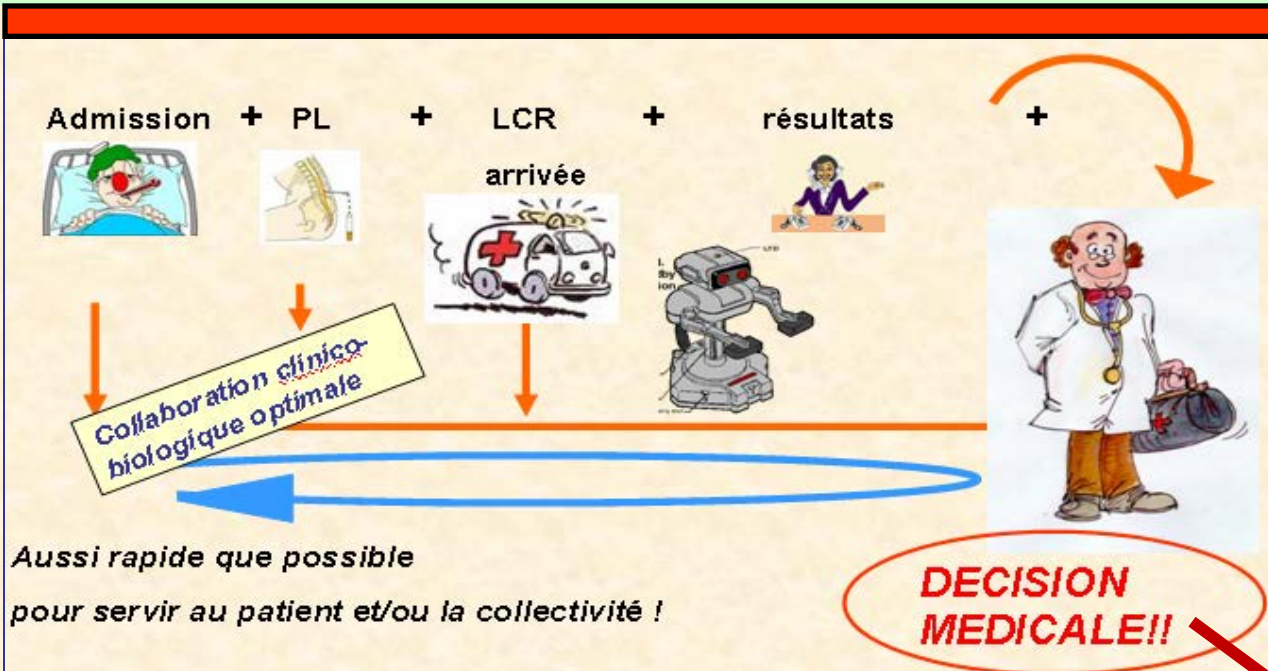 Admission + PL + LCR + résultats +
arrivée
Collaboration clinico-
biologique optimale
Aussi rapide que possible
pour servir au patient et/ou la collectivité !
DECISION
MEDICALE!!